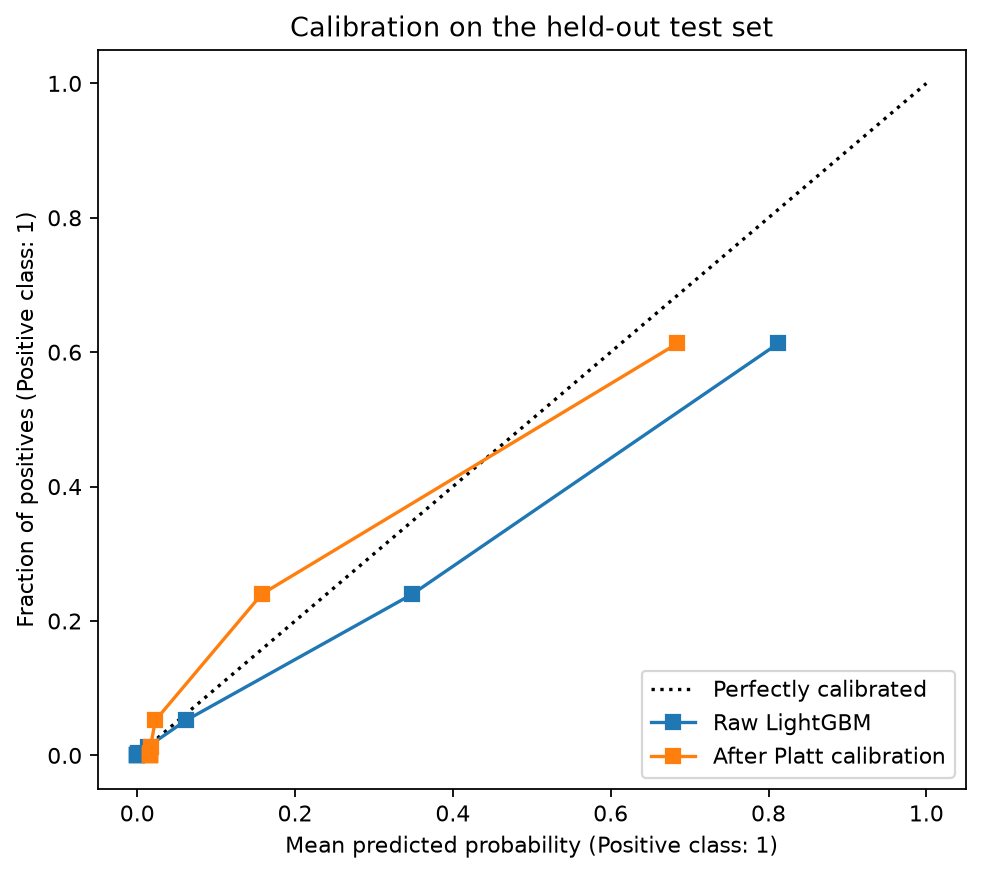 Calibration on the held-out test set
Fraction of positives (Positive class: 1)
1.0
0.8
0.6
0.4
0.2
0.0
0.0 0.2 0.4 0.6 0.8 1.0
Mean predicted probability (Positive class: 1)
Perfectly calibrated
Raw LightGBM
After Platt calibration